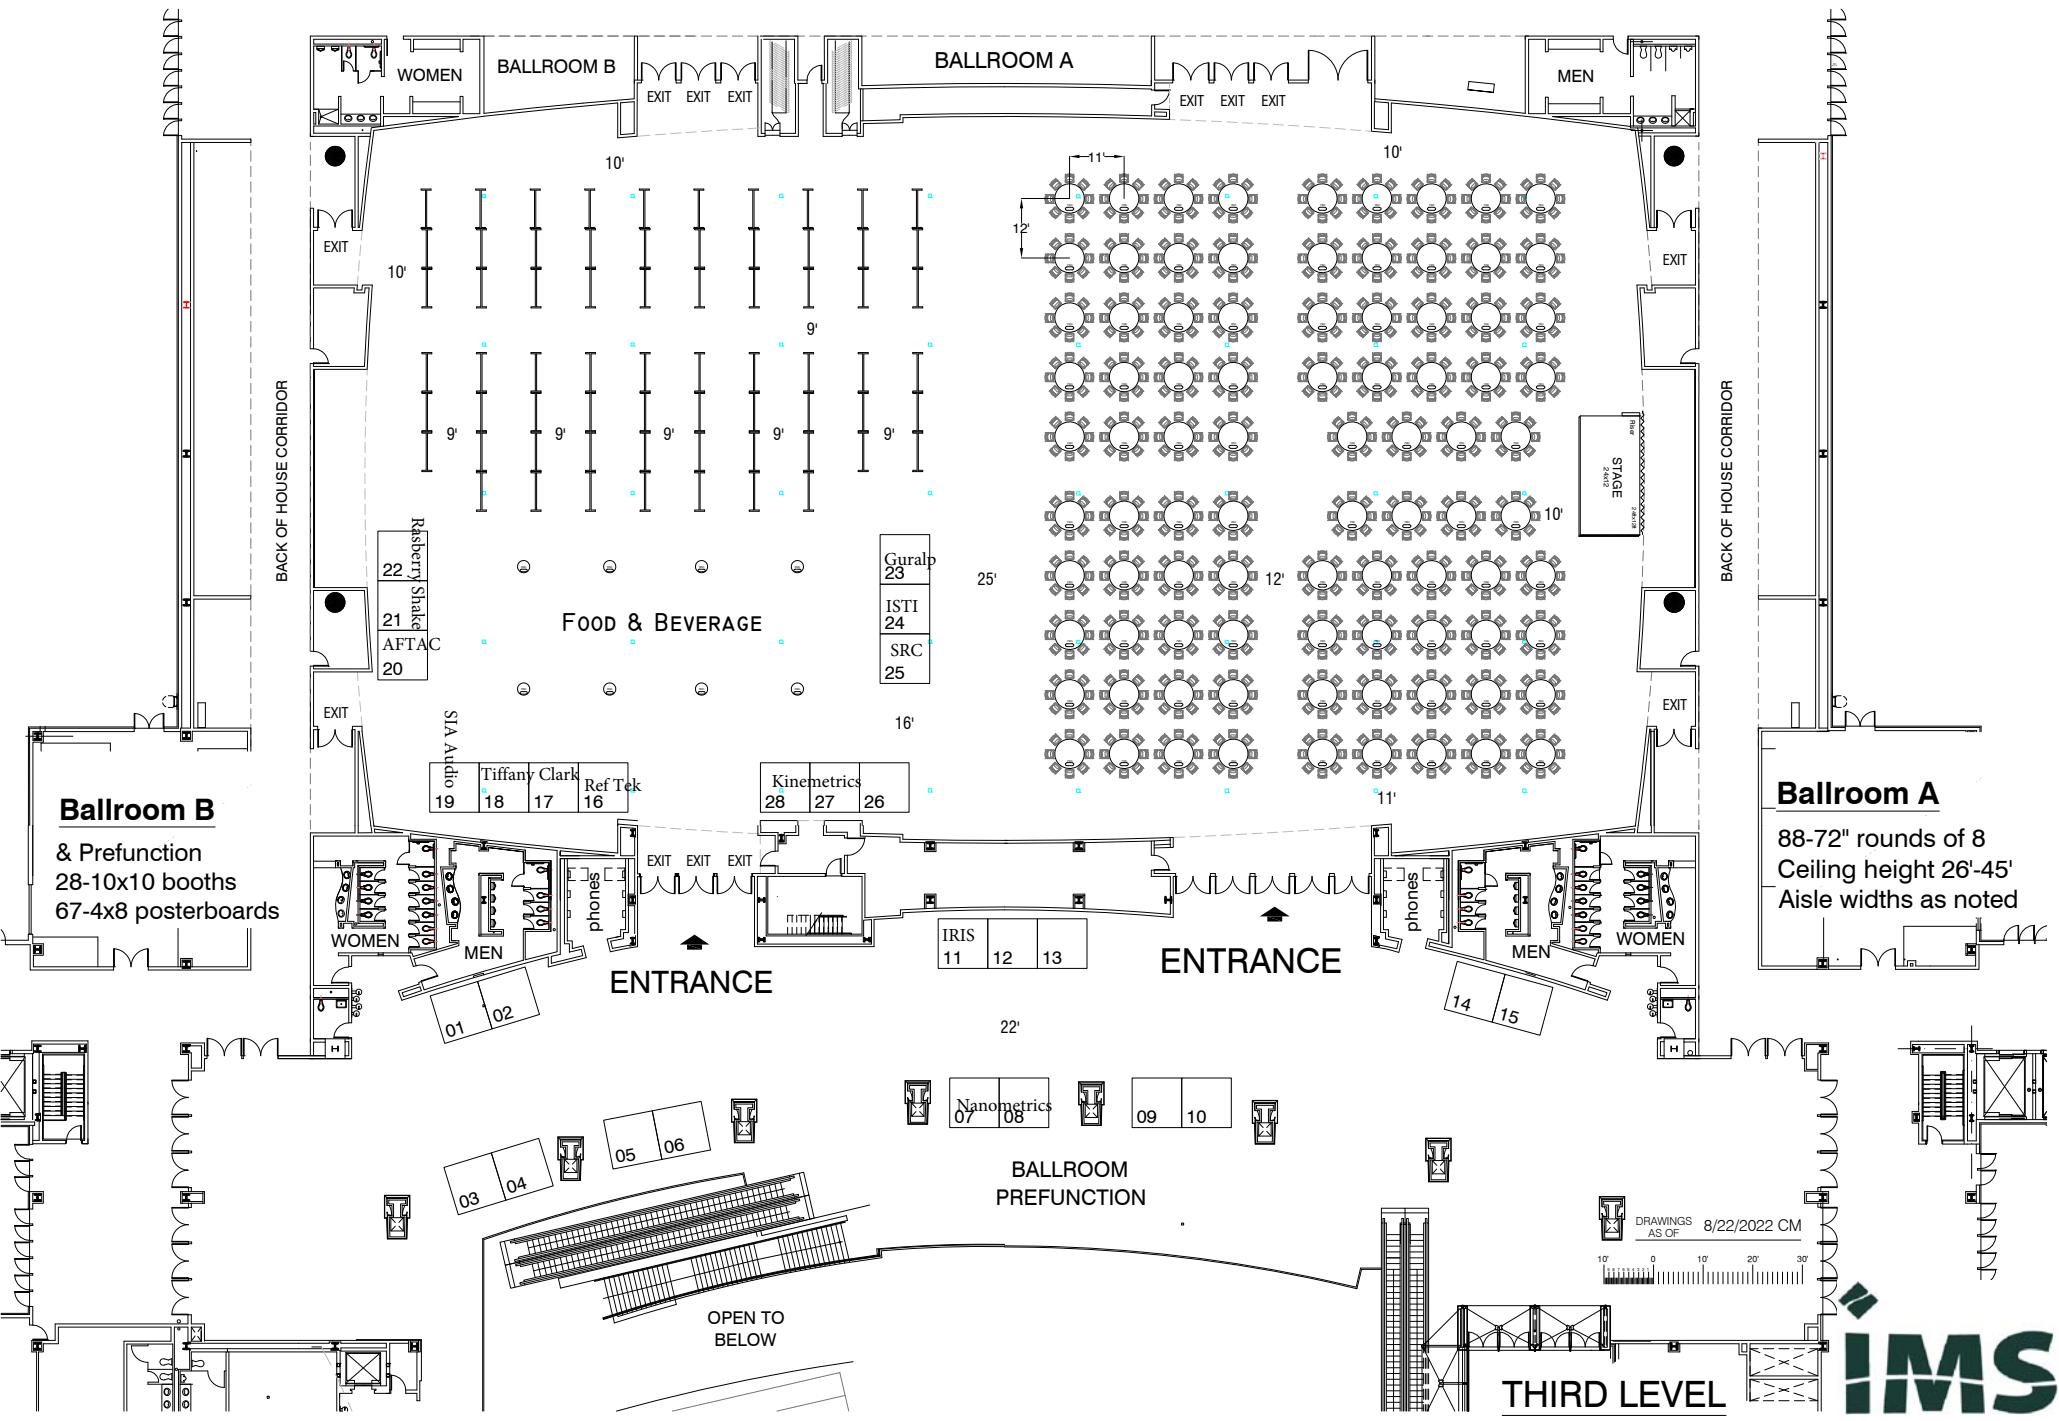 WOMEN
BALLROOM B
BALLROOM A
MEN
EXIT EXIT EXIT
EXIT EXIT EXIT
10'
11'
10'
12'
EXIT
EXIT
10'
9'
9' 9' 9' 9' 9'
BACK OF HOUSE CORRIDOR
BACK OF HOUSE CORRIDOR
Riser
STAGE
24x12
10'
Rasberry Shake
22
21
AFTAC
20
Guralp
23
ISTI
24
SRC
25
25'
12'
FOOD & BEVERAGE
EXIT
EXIT
16'
SIA Audio
19
Tiffany Clark
18 17
Ref Tek
16
Kinemetrics
28 27 26
11'
Ballroom B
& Prefunction
28-10x10 booths
67-4x8 posterboards
Ballroom A
88-72" rounds of 8
Ceiling height 26'-45'
Aisle widths as noted
EXIT EXIT EXIT
phones
phones
WOMEN
MEN
MEN
WOMEN
ENTRANCE
ENTRANCE
IRIS
11 12 13
01 02
14 15
22'
03 04
05 06
Nanometrics
07 08
09 10
BALLROOM
PREFUNCTION
DRAWINGS
AS OF
8/22/2022 CM
10' 0 10' 20' 30'
OPEN TO
BELOW
THIRD LEVEL
IMS